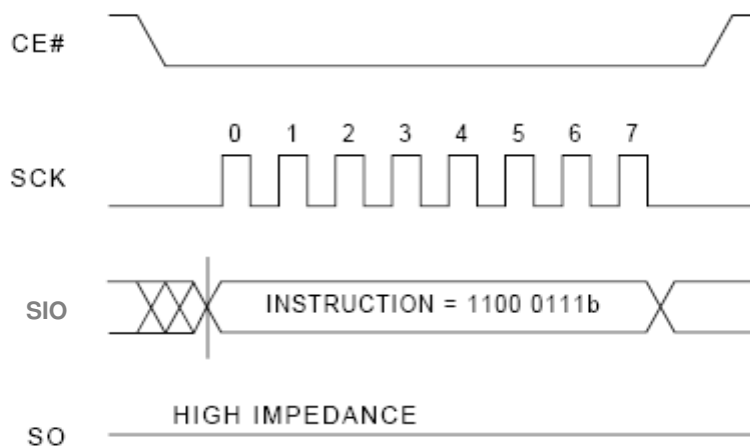 CE#
0 1 2 3 4 5 6 7
SCK
SIO
INSTRUCTION = 1100 0111b
HIGH IMPEDANCE
SO